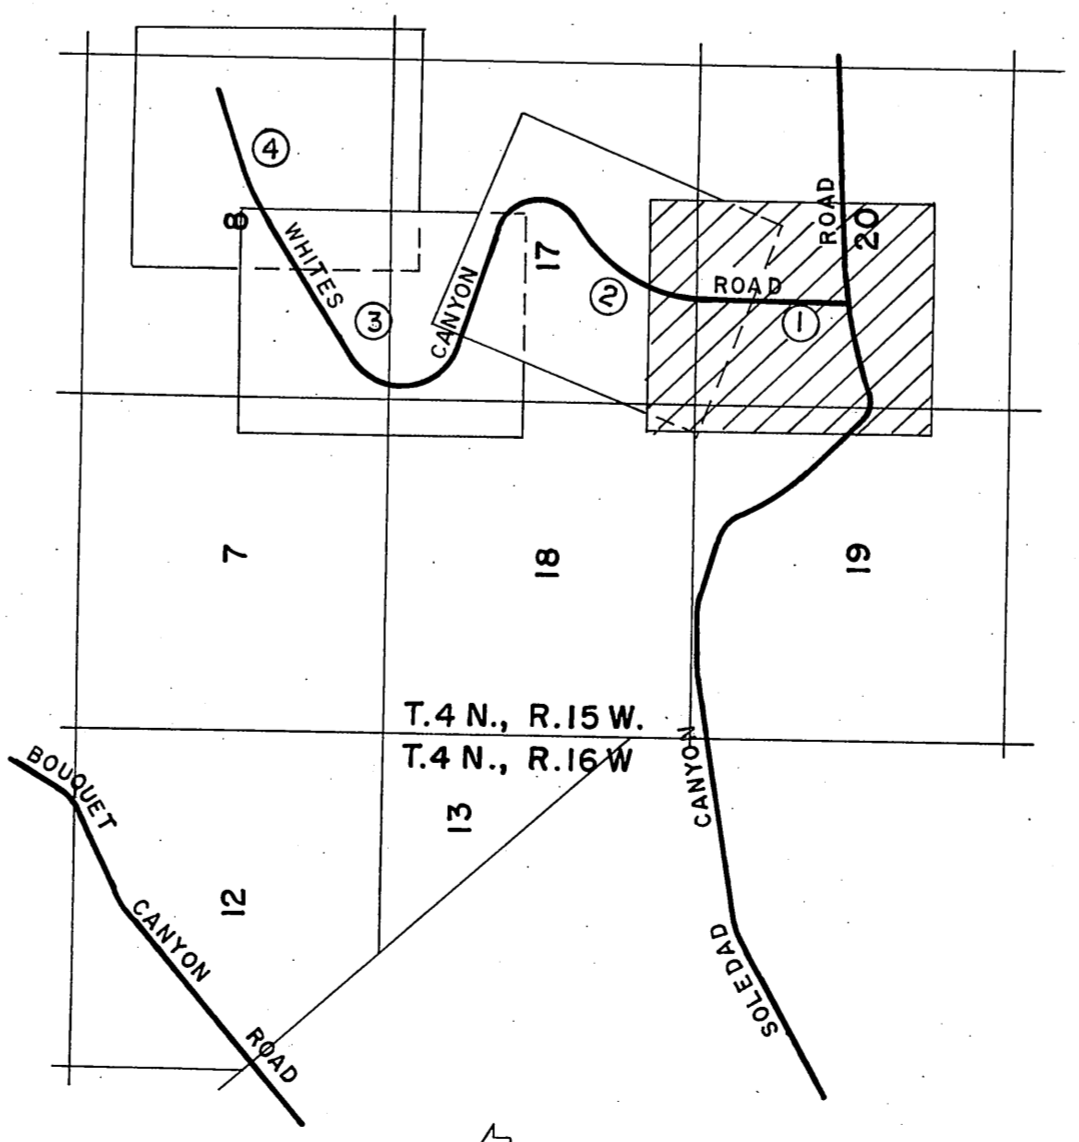 4
8
WHITES
3
CANYON
17
2
ROAD
1
ROAD
20
7
18
19
T.4 N., R.15 W.
T.4 N., R.16 W
BOUQUET
CANYON
ROAD
13
12
CANYON
SOLEDAD